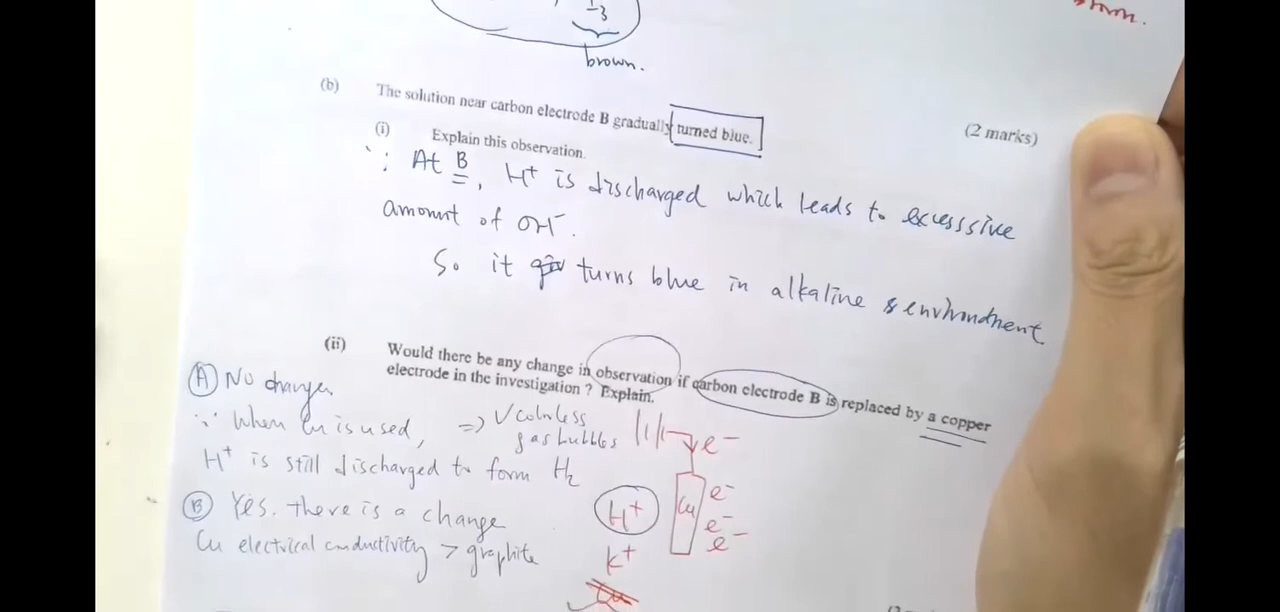 -3
brown.
(b) The solution near carbon electrode B gradually turned blue.
(2 marks)
(i) Explain this observation.
∵ At B, H+ is discharged which leads to excesssive
amount of OH-.
So it turns blue in alkaline
(ii) Would there be any change in observation if carbon electrode B is replaced by a copper
electrode in the investigation ? Explain.
(A) No change.
∵ When Cu is used, => colorless
gas bubbles
H+ is still discharged to form H2
(B) Yes. there is a change
Cu electrical conductivity > graphite
e-
Cu
e-
e-
e-
H+
K+